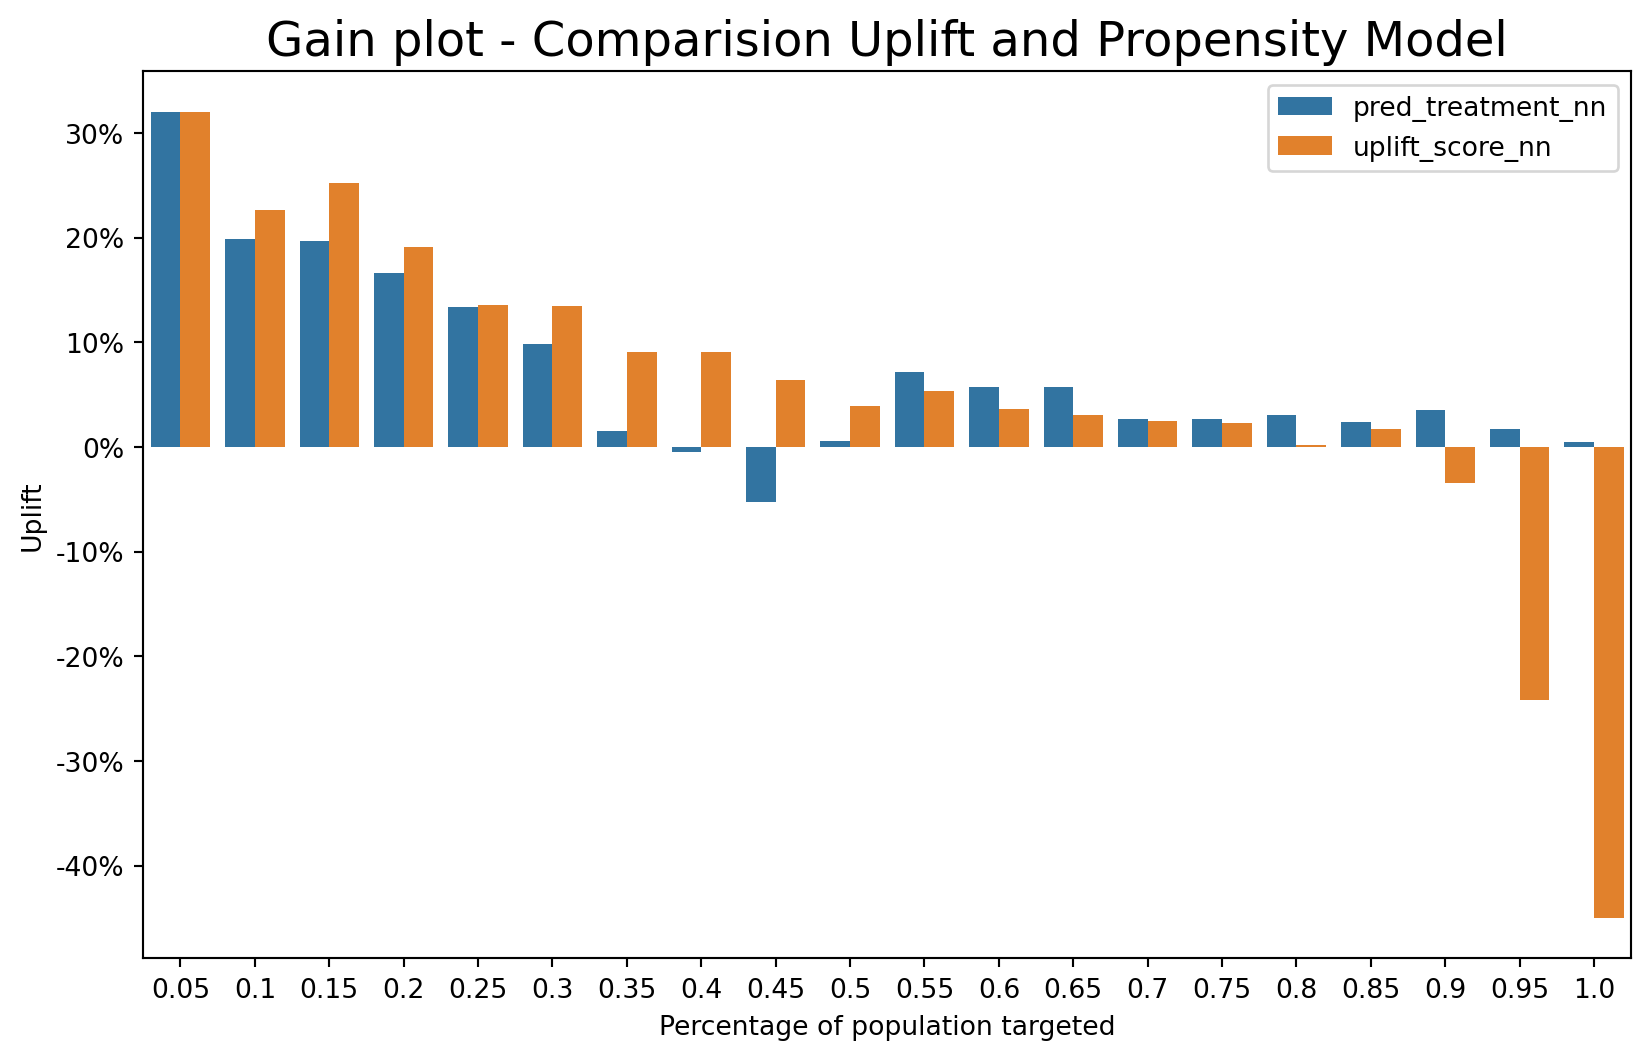 Gain plot - Comparision Uplift and Propensity Model
pred_treatment_nn
uplift_score_nn
30%
20%
10%
0%
-10%
-20%
-30%
-40%
Uplift
0.05 0.1 0.15 0.2 0.25 0.3 0.35 0.4 0.45 0.5 0.55 0.6 0.65 0.7 0.75 0.8 0.85 0.9 0.95 1.0
Percentage of population targeted